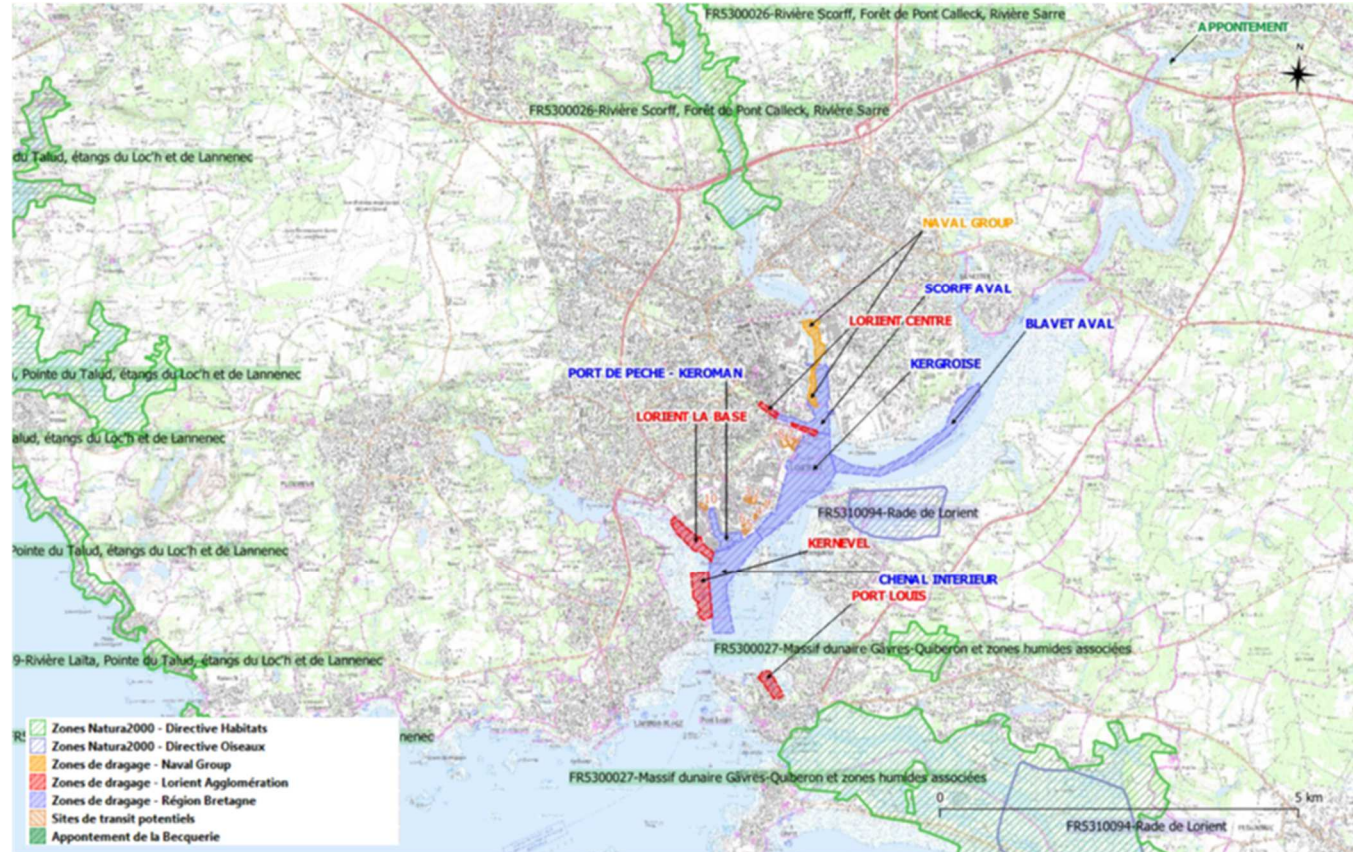 FR5300026-Rivière Scorff, Forêt de Pont Calleck, Rivière Sarre
APPONTEMENT
N
FR5300026-Rivière Scorff, Forêt de Pont Calleck, Rivière Sarre
du Talud, étangs du Loc'h et de Lannenec
NAVAL GROUP
SCORFF AVAL
LORIENT CENTRE
BLAVET AVAL
KERGROISE
PORT DE PECHE - KEROMAN
, Pointe du Talud, étangs du Loc'h et de Lannenec
LORIENT LA BASE
alud, étangs du Loc'h et de Lannenec
FR5310094-Rade de Lorient
KERNEVEL
Pointe du Talud, étangs du Loc'h et de Lannenec
CHENAL INTERIEUR
PORT LOUIS
FR5300027-Massif dunaire Gâvres-Quiberon et zones humides associées
9-Rivière Laïta, Pointe du Talud, étangs du Loc'h et de Lannenec
Zones Natura2000 - Directive Habitats
Zones Natura2000 - Directive Oiseaux
Zones de dragage - Naval Group
Zones de dragage - Lorient Agglomération
Zones de dragage - Région Bretagne
Sites de transit potentiels
Appontement de la Becquerie
nenec
FR5300027-Massif dunaire Gâvres-Quiberon et zones humides associées
0
5 km
FR5310094-Rade de Lorient